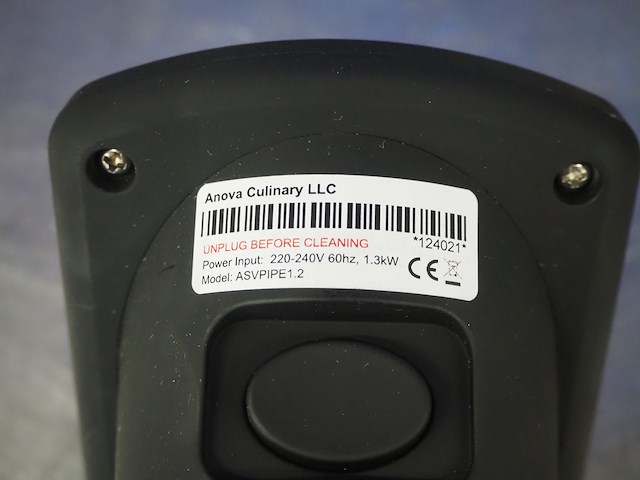 Anova Culinary LLC
UNPLUG BEFORE CLEANING *124021*
Power Input: 220-240V 60hz, 1.3kW
Model: ASVPIPE1.2 CE